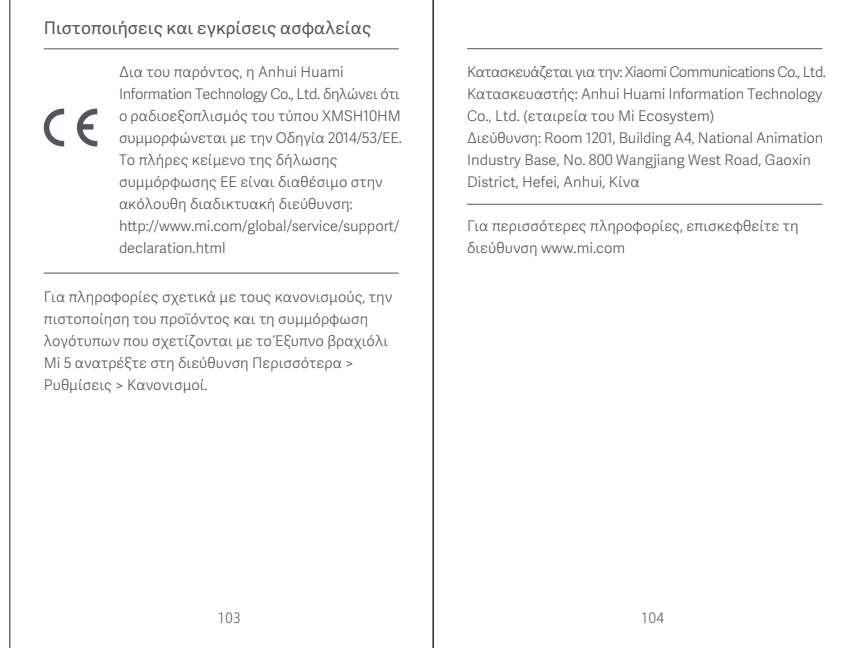 Πιστοποιήσεις και εγκρίσεις ασφαλείας
Δια του παρόντος, η Anhui Huami
Information Technology Co., Ltd. δηλώνει ότι
ο ραδιοεξοπλισμός του τύπου XMSH10HM
συμμορφώνεται με την Οδηγία 2014/53/ΕΕ.
Το πλήρες κείμενο της δήλωσης
συμμόρφωσης ΕΕ είναι διαθέσιμο στην
ακόλουθη διαδικτυακή διεύθυνση:
http://www.mi.com/global/service/support/
declaration.html
Για πληροφορίες σχετικά με τους κανονισμούς, την
πιστοποίηση του προϊόντος και τη συμμόρφωση
λογότυπων που σχετίζονται με το Έξυπνο βραχιόλι
Mi 5 ανατρέξτε στη διεύθυνση Περισσότερα >
Ρυθμίσεις > Κανονισμοί.
103
Κατασκευάζεται για την: Xiaomi Communications Co., Ltd.
Κατασκευαστής: Anhui Huami Information Technology
Co., Ltd. (εταιρεία του Mi Ecosystem)
Διεύθυνση: Room 1201, Building A4, National Animation
Industry Base, No. 800 Wangjiang West Road, Gaoxin
District, Hefei, Anhui, Κίνα
Για περισσότερες πληροφορίες, επισκεφθείτε τη
διεύθυνση www.mi.com
104